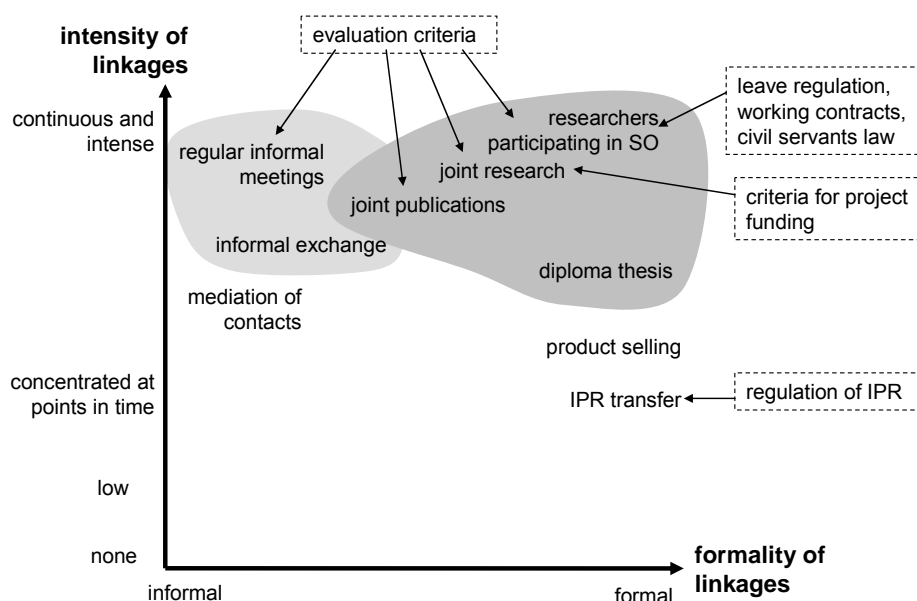 intensity of
linkages
evaluation criteria
continuous and
intense
researchers
participating in SO
leave regulation,
working contracts,
civil servants law
regular informal
meetings
joint research
joint publications
criteria for project
funding
informal exchange
diploma thesis
mediation of
contacts
product selling
concentrated at
points in time
IPR transfer
regulation of IPR
low
none
formality of
linkages
informal
formal